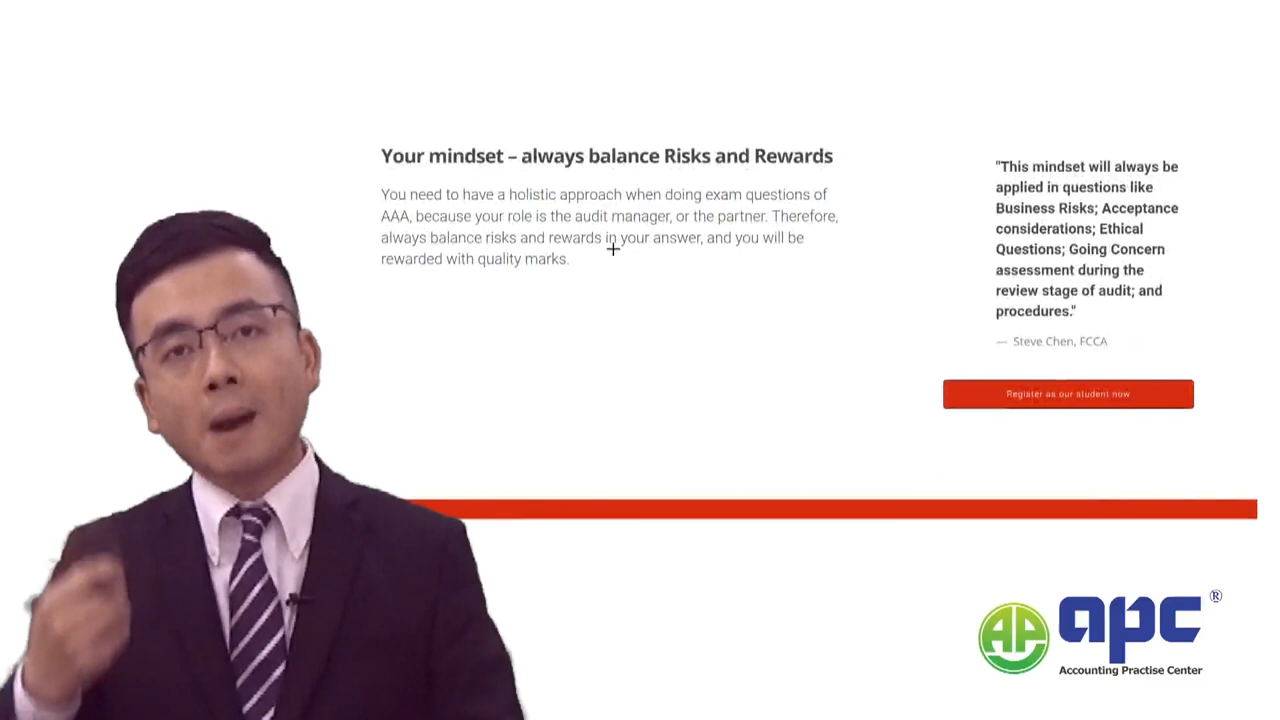 Your mindset – always balance Risks and Rewards
You need to have a holistic approach when doing exam questions of
AAA, because your role is the audit manager, or the partner. Therefore,
always balance risks and rewards in your answer, and you will be
rewarded with quality marks.
"This mindset will always be
applied in questions like
Business Risks; Acceptance
considerations; Ethical
Questions; Going Concern
assessment during the
review stage of audit; and
procedures."
— Steve Chen, FCCA
Register as our student now
AP apc ®
Accounting Practise Center